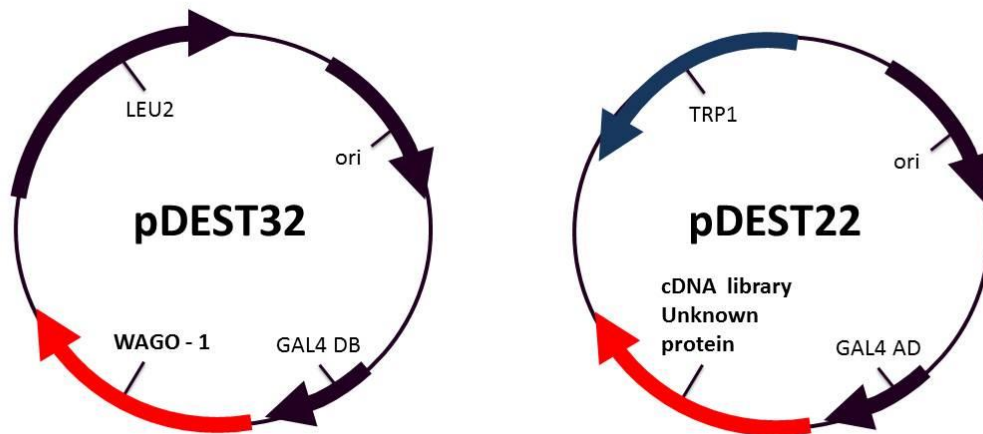 LEU2
ori
pDEST32
WAGO - 1
GAL4 DB
TRP1
ori
pDEST22
cDNA library
Unknown
protein
GAL4 AD